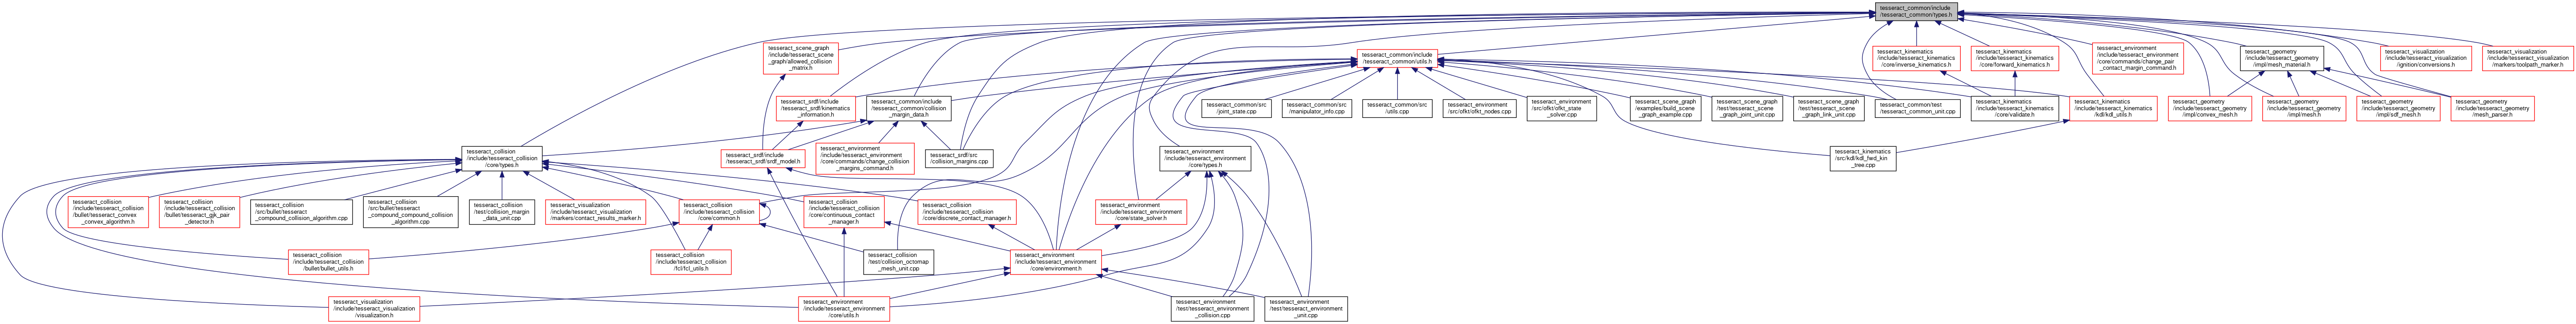 tesseract_common/include
/tesseract_common/types.h
tesseract_scene_graph
/include/tesseract_scene
_graph/allowed_collision
_matrix.h
tesseract_common/include
/tesseract_common/utils.h
tesseract_kinematics
/include/tesseract_kinematics
/core/inverse_kinematics.h
tesseract_kinematics
/include/tesseract_kinematics
/core/forward_kinematics.h
tesseract_environment
/include/tesseract_environment
/core/commands/change_pair
_contact_margin_command.h
tesseract_geometry
/include/tesseract_geometry
/impl/mesh_material.h
tesseract_visualization
/include/tesseract_visualization
/ignition/conversions.h
tesseract_visualization
/include/tesseract_visualization
/markers/toolpath_marker.h
tesseract_srdf/include
/tesseract_srdf/kinematics
_information.h
tesseract_common/include
/tesseract_common/collision
_margin_data.h
tesseract_common/src
/joint_state.cpp
tesseract_common/src
/manipulator_info.cpp
tesseract_common/src
/utils.cpp
tesseract_environment
/src/ofkt/ofkt_nodes.cpp
tesseract_environment
/src/ofkt/ofkt_state
_solver.cpp
tesseract_scene_graph
/examples/build_scene
_graph_example.cpp
tesseract_scene_graph
/test/tesseract_scene
_graph_joint_unit.cpp
tesseract_scene_graph
/test/tesseract_scene
_graph_link_unit.cpp
tesseract_common/test
/tesseract_common_unit.cpp
tesseract_kinematics
/include/tesseract_kinematics
/core/validate.h
tesseract_kinematics
/include/tesseract_kinematics
/kdl/kdl_utils.h
tesseract_geometry
/include/tesseract_geometry
/impl/convex_mesh.h
tesseract_geometry
/include/tesseract_geometry
/impl/mesh.h
tesseract_geometry
/include/tesseract_geometry
/impl/sdf_mesh.h
tesseract_geometry
/include/tesseract_geometry
/mesh_parser.h
tesseract_collision
/include/tesseract_collision
/core/types.h
tesseract_srdf/include
/tesseract_srdf/srdf_model.h
tesseract_environment
/include/tesseract_environment
/core/commands/change_collision
_margins_command.h
tesseract_srdf/src
/collision_margins.cpp
tesseract_environment
/include/tesseract_environment
/core/types.h
tesseract_kinematics
/src/kdl/kdl_fwd_kin
_tree.cpp
tesseract_collision
/include/tesseract_collision
/bullet/tesseract_convex
_convex_algorithm.h
tesseract_collision
/include/tesseract_collision
/bullet/tesseract_gjk_pair
_detector.h
tesseract_collision
/src/bullet/tesseract
_compound_collision_algorithm.cpp
tesseract_collision
/src/bullet/tesseract
_compound_compound_collision
_algorithm.cpp
tesseract_collision
/test/collision_margin
_data_unit.cpp
tesseract_visualization
/include/tesseract_visualization
/markers/contact_results_marker.h
tesseract_collision
/include/tesseract_collision
/core/common.h
tesseract_collision
/include/tesseract_collision
/core/continuous_contact
_manager.h
tesseract_collision
/include/tesseract_collision
/core/discrete_contact_manager.h
tesseract_environment
/include/tesseract_environment
/core/state_solver.h
tesseract_collision
/include/tesseract_collision
/bullet/bullet_utils.h
tesseract_collision
/include/tesseract_collision
/fcl/fcl_utils.h
tesseract_collision
/test/collision_octomap
_mesh_unit.cpp
tesseract_environment
/include/tesseract_environment
/core/environment.h
tesseract_visualization
/include/tesseract_visualization
/visualization.h
tesseract_environment
/include/tesseract_environment
/core/utils.h
tesseract_environment
/test/tesseract_environment
_collision.cpp
tesseract_environment
/test/tesseract_environment
_unit.cpp